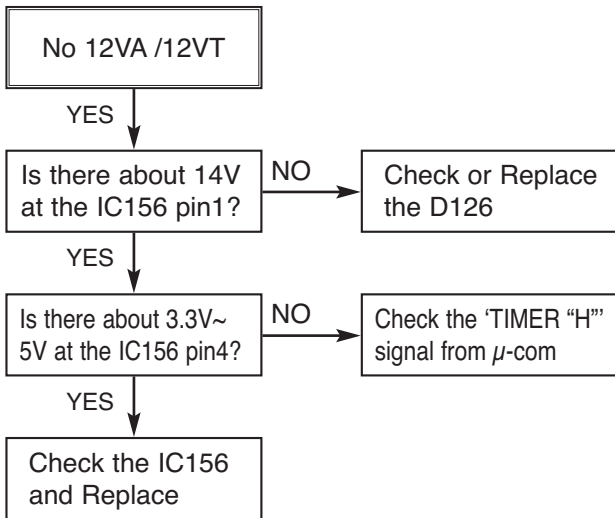 No 12VA /12VT
YES
Is there about 14V
at the IC156 pin1?
NO
Check or Replace
the D126
YES
Is there about 3.3V~
5V at the IC156 pin4?
NO
Check the ‘TIMER “H”’
signal from µ-com
YES
Check the IC156
and Replace